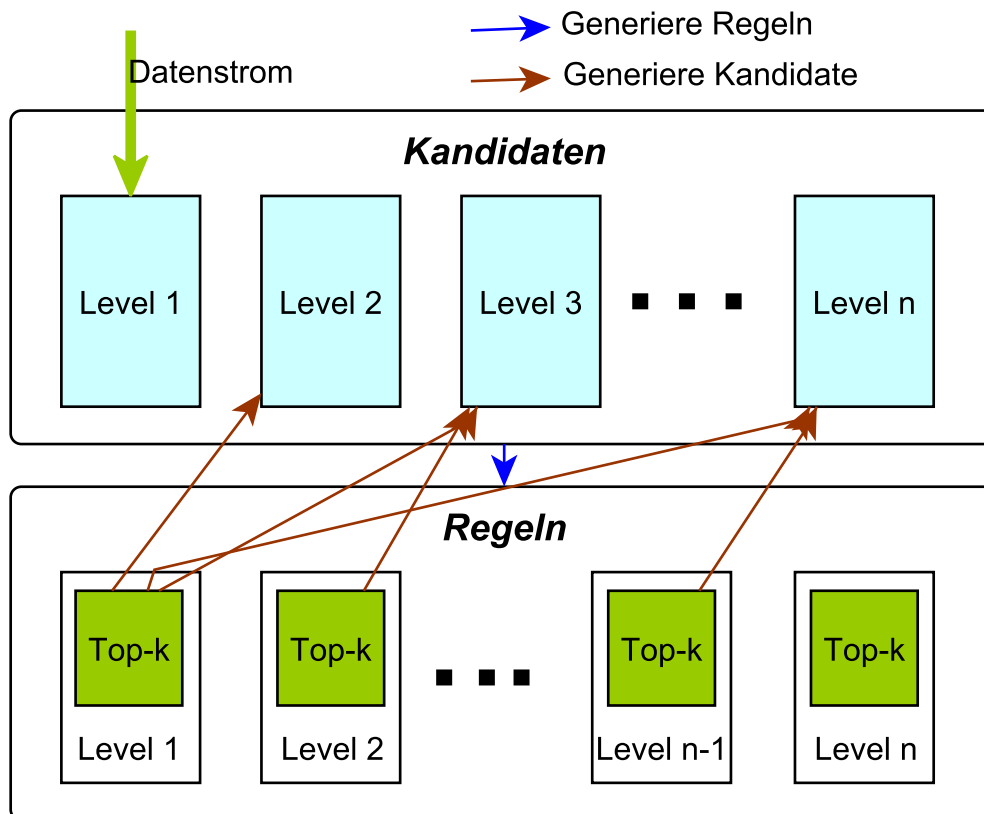 Generiere Regeln
Datenstrom
Generiere Kandidate
Kandidaten
Level 1
Level 2
Level 3
Level n
Regeln
Top-k
Top-k
Top-k
Top-k
Level 1
Level 2
Level n-1
Level n